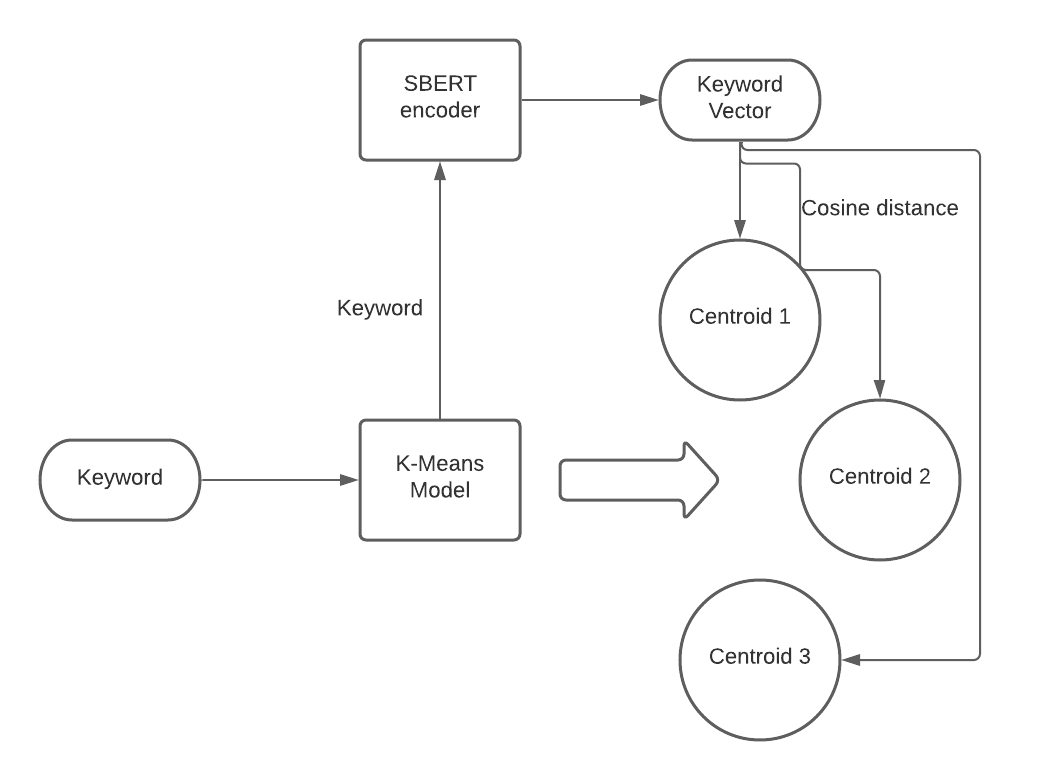 SBERT
encoder
Keyword
Vector
Cosine distance
Keyword
Centroid 1
Keyword
K-Means
Model
Centroid 2
Centroid 3